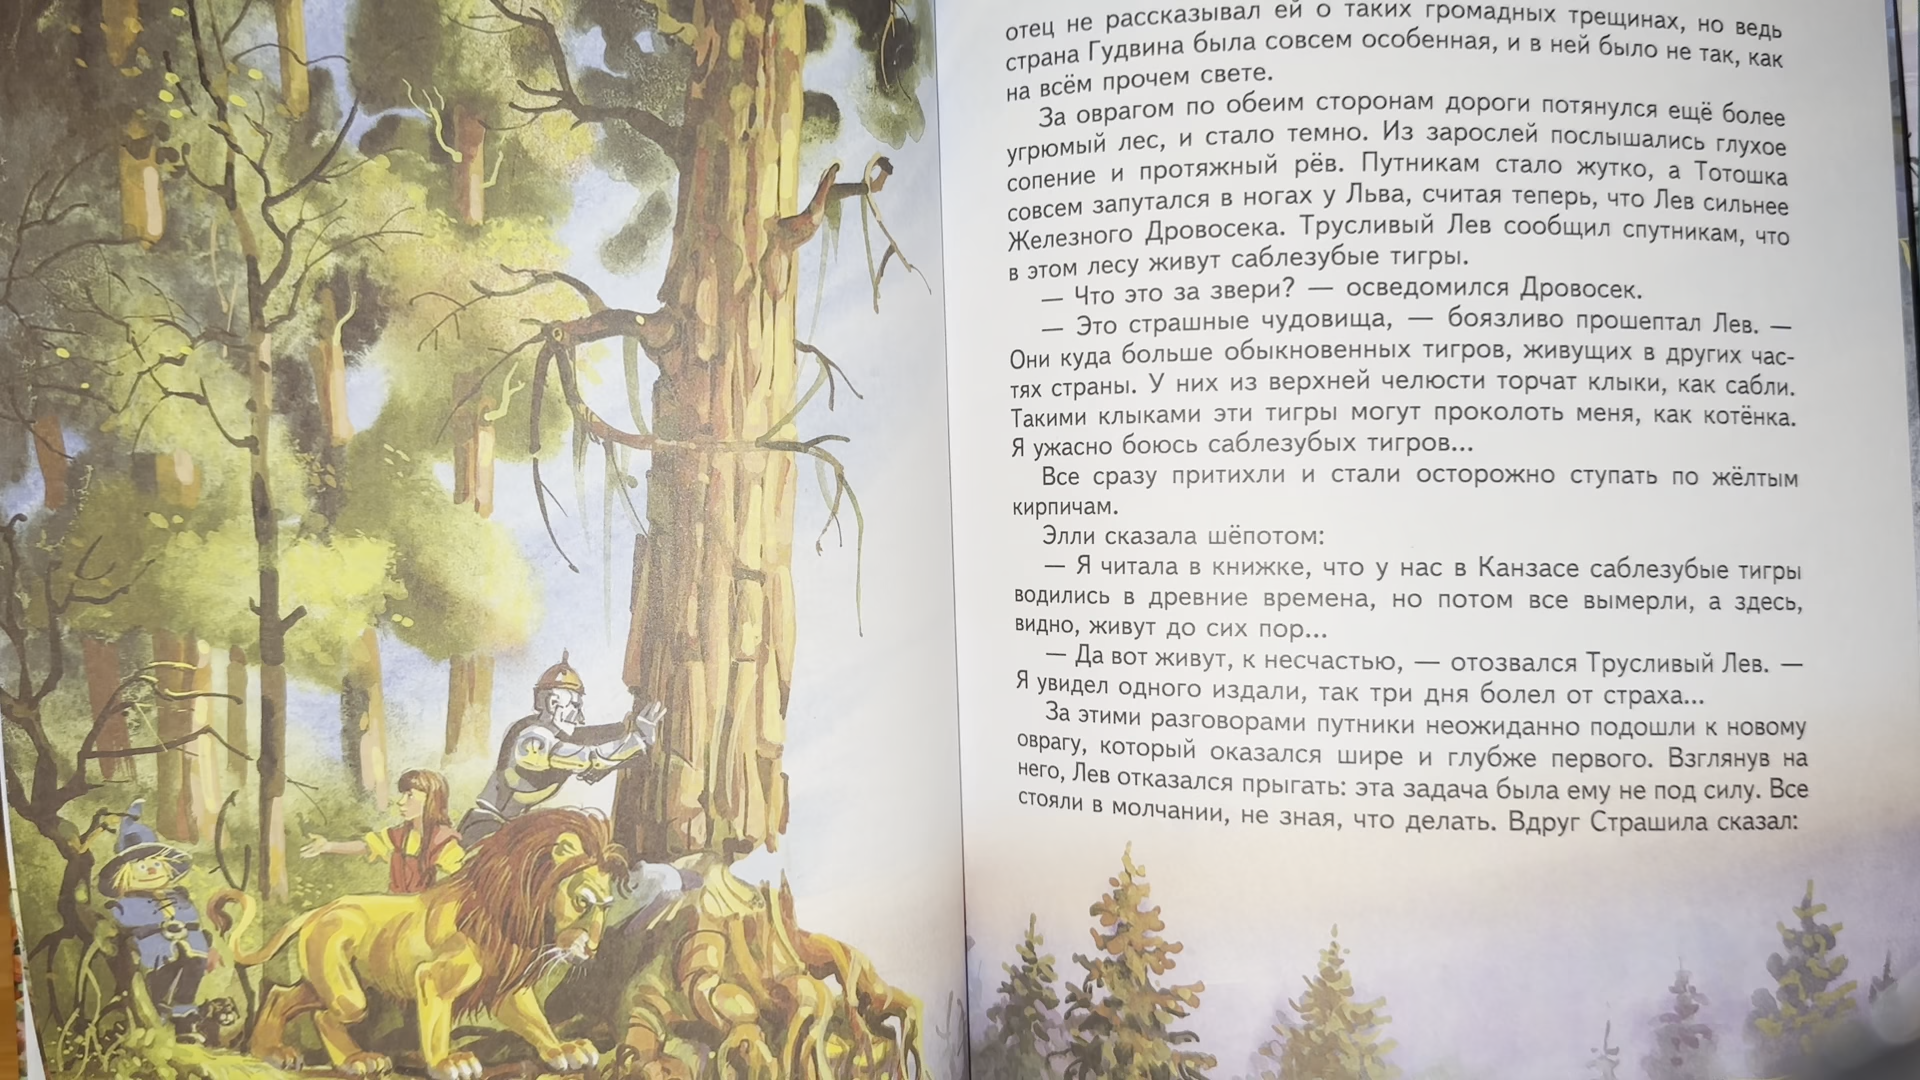 отец не рассказывал ей о таких громадных трещинах, но ведь
страна Гудвина была совсем особенная, и в ней было не так, как
на всём прочем свете.
За оврагом по обеим сторонам дороги потянулся ещё более
угрюмый лес, и стало темно. Из зарослей послышались глухое
сопение и протяжный рёв. Путникам стало жутко, а Тотошка
совсем запутался в ногах у Льва, считая теперь, что Лев сильнее
Железного Дровосека. Трусливый Лев сообщил спутникам, что
в этом лесу живут саблезубые тигры.
— Что это за звери? — осведомился Дровосек.
— Это страшные чудовища, — боязливо прошептал Лев. —
Они куда больше обыкновенных тигров, живущих в других час-
тях страны. У них из верхней челюсти торчат клыки, как сабли.
Такими клыками эти тигры могут проколоть меня, как котёнка.
Я ужасно боюсь саблезубых тигров...
Все сразу притихли и стали осторожно ступать по жёлтым
кирпичам.
Элли сказала шёпотом:
— Я читала в книжке, что у нас в Канзасе саблезубые тигры
водились в древние времена, но потом все вымерли, а здесь,
видно, живут до сих пор...
— Да вот живут, к несчастью, — отозвался Трусливый Лев. —
Я увидел одного издали, так три дня болел от страха...
За этими разговорами путники неожиданно подошли к новому
оврагу, который оказался шире и глубже первого. Взглянув на
него, Лев отказался прыгать: эта задача была ему не под силу. Все
стояли в молчании, не зная, что делать. Вдруг Страшила сказал: